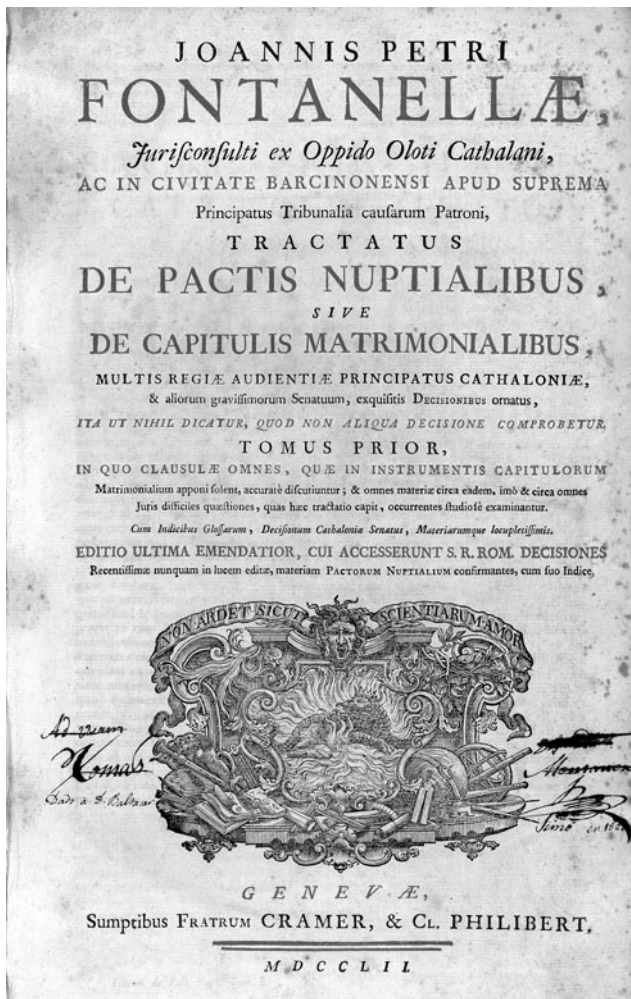 JOANNIS PETRI
FONTANELLÆ,
Juriſconſulti ex Oppido Oloti Cathalani,
AC IN CIVITATE BARCINONENSI APUD SUPREMA
Principatus Tribunalia cauſarum Patroni,
TRACTATUS
DE PACTIS NUPTIALIBUS,
SIVE
DE CAPITULIS MATRIMONIALIBUS,
MULTIS REGIÆ AUDIENTIÆ PRINCIPATUS CATHALONIÆ,
& aliorum graviſſimorum Senatuum, exquiſitis DECISIONIBUS ornatus,
ITA UT NIHIL DICATUR, QUOD NON ALIQUA DECISIONE COMPROBETUR.
TOMUS PRIOR,
IN QUO CLAUSULÆ OMNES, QUÆ IN INSTRUMENTIS CAPITULORUM
Matrimonialium apponi ſolent, accuratè diſcutiuntur; & omnes materiæ circa eadem, imò & circa omnes
Juris difficiles quæſtiones, quas hæc tractatio capit, occurrentes ſtudioſè examinantur.
Cum Indicibus Gloſſarum, Deciſionum Cathaloniæ Senatus, Materiarumque locupletiſſimis.
EDITIO ULTIMA EMENDATIOR, CUI ACCESSERUNT S. R. ROM. DECISIONES
Recentiſſimæ nunquam in lucem editæ, materiam PACTORUM NUPTIALIUM confirmantes, cum ſuo Indice.
NON ARDET SICUT SCIENTIARUM AMOR
Ad usum
Tomas
Dado a D. Baltasar
GENEVÆ,
Sumptibus FRATRUM CRAMER, & CL. PHILIBERT.
MDCCLII.